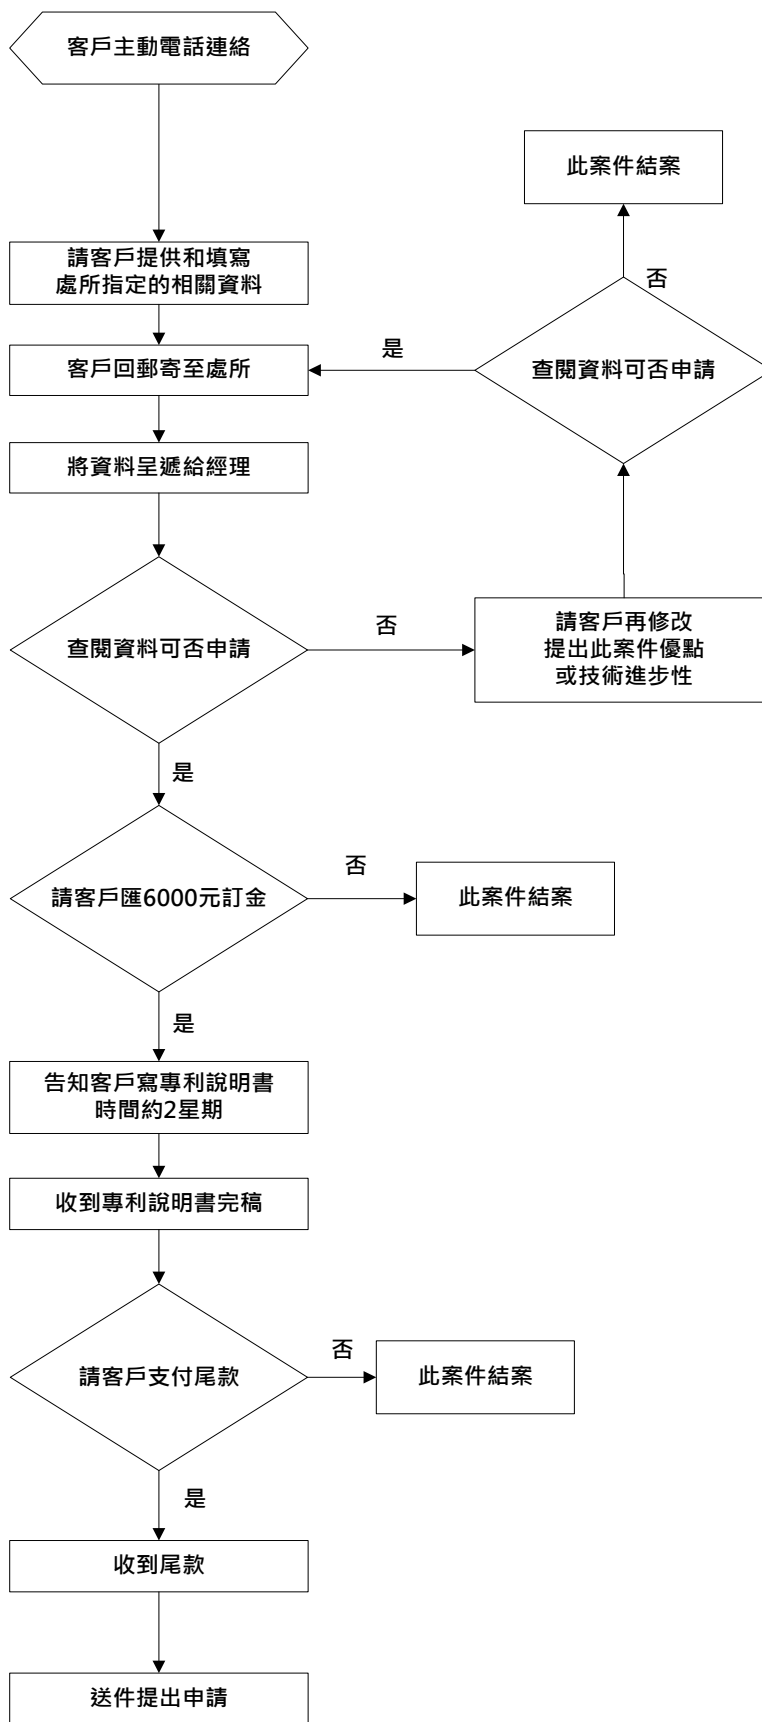 客戶主動電話連絡
此案件結案
請客戶提供和填寫
處所指定的相關資料
否
是
客戶回郵寄至處所
查閱資料可否申請
將資料呈遞給經理
否
請客戶再修改
提出此案件優點
或技術進步性
查閱資料可否申請
是
否
請客戶匯6000元訂金
此案件結案
是
告知客戶寫專利說明書
時間約2星期
收到專利說明書完稿
否
請客戶支付尾款
此案件結案
是
收到尾款
送件提出申請